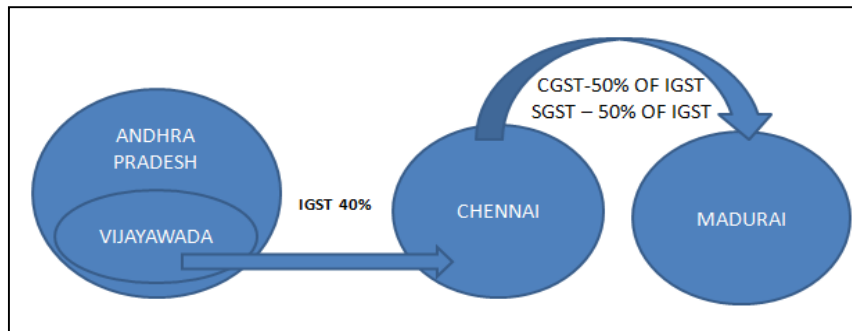 CGST-50% OF IGST
SGST – 50% OF IGST
ANDHRA
PRADESH
IGST 40%
CHENNAI
MADURAI
VIJAYAWADA